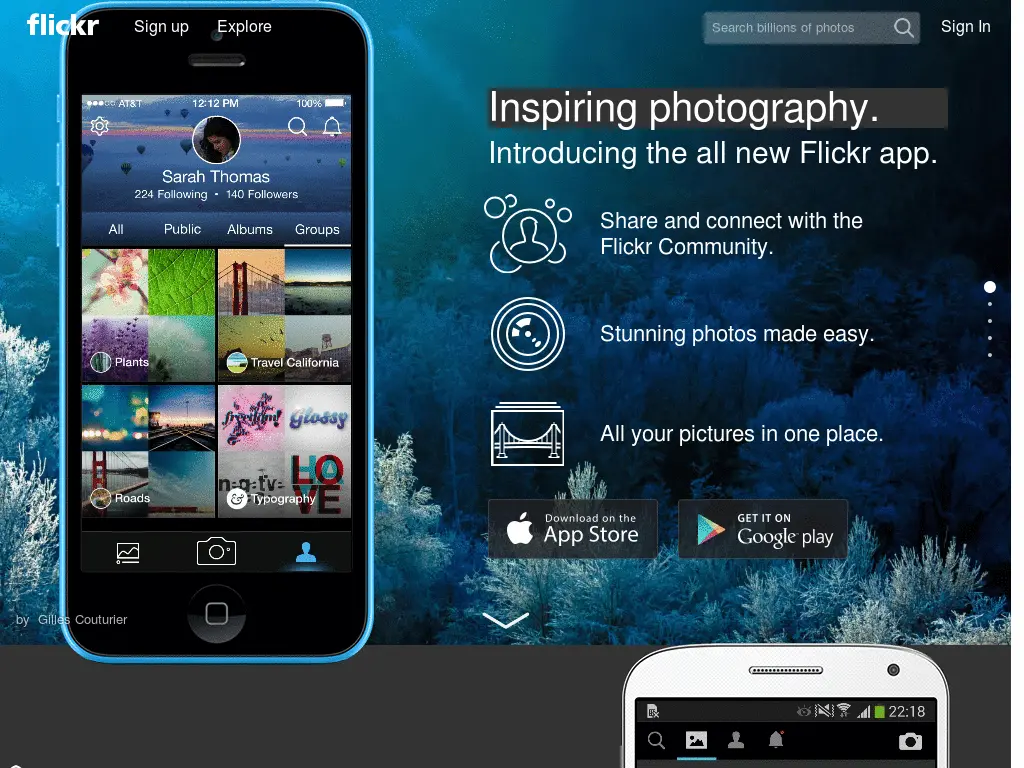 flickr
Sign up
Explore
Search billions of photos
Sign In
AT&T
12:12 PM
100%
Sarah Thomas
224 Following • 140 Followers
All
Public
Albums
Groups
Plants
Travel California
freedom!
Glossy
Roads
Typography
Inspiring photography.
Introducing the all new Flickr app.
Share and connect with the
Flickr Community.
Stunning photos made easy.
All your pictures in one place.
Download on the
App Store
GET IT ON
Google play
by Gilles Couturier
22:18